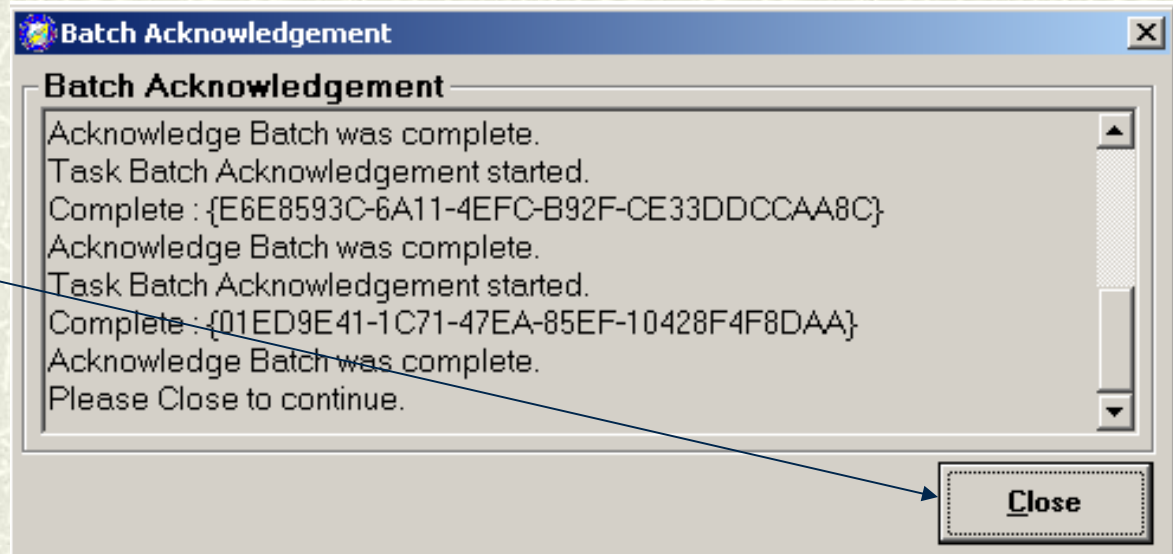 Batch Acknowledgement
Batch Acknowledgement
Acknowledge Batch was complete.
Task Batch Acknowledgement started.
Complete : {E6E8593C-6A11-4EFC-B92F-CE33DDCCAA8C}
Acknowledge Batch was complete.
Task Batch Acknowledgement started.
Complete : {01ED9E41-1C71-47EA-85EF-10428F4F8DAA}
Acknowledge Batch was complete.
Please Close to continue.
Close